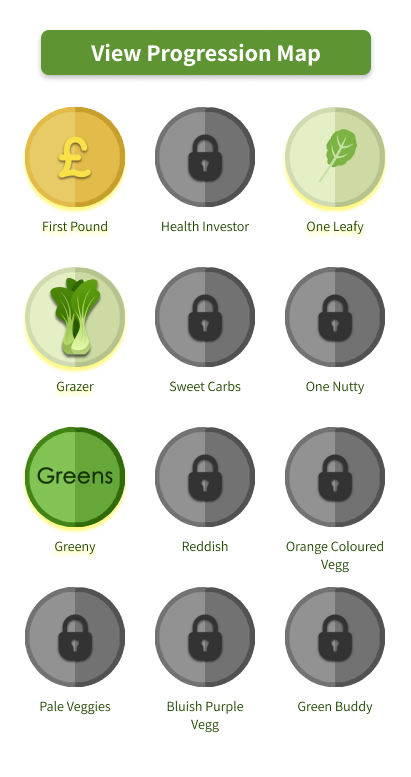 View Progression Map
£
First Pound
Health Investor
One Leafy
Grazer
Sweet Carbs
One Nutty
Greens
Greeny
Reddish
Orange Coloured
Vegg
Pale Veggies
Bluish Purple
Vegg
Green Buddy